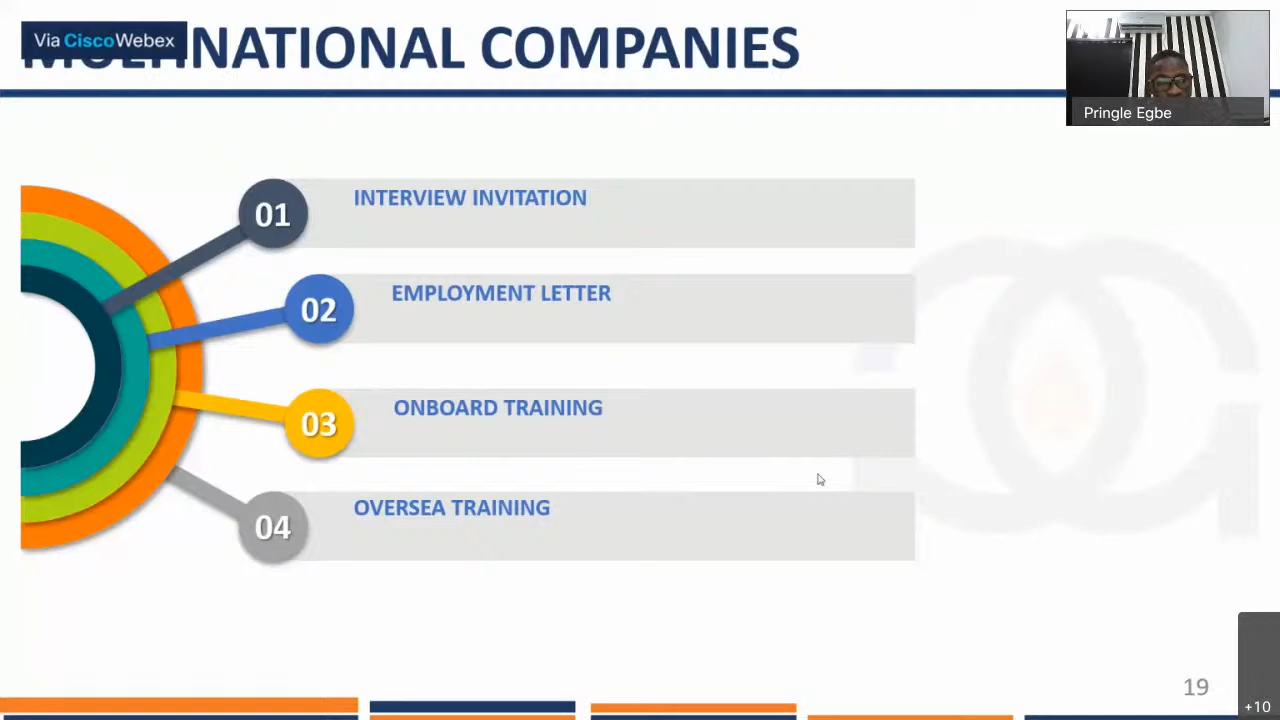 Via CiscoWebex
MULTINATIONAL COMPANIES
Pringle Egbe
01
INTERVIEW INVITATION
02
EMPLOYMENT LETTER
03
ONBOARD TRAINING
04
OVERSEA TRAINING
19
+10